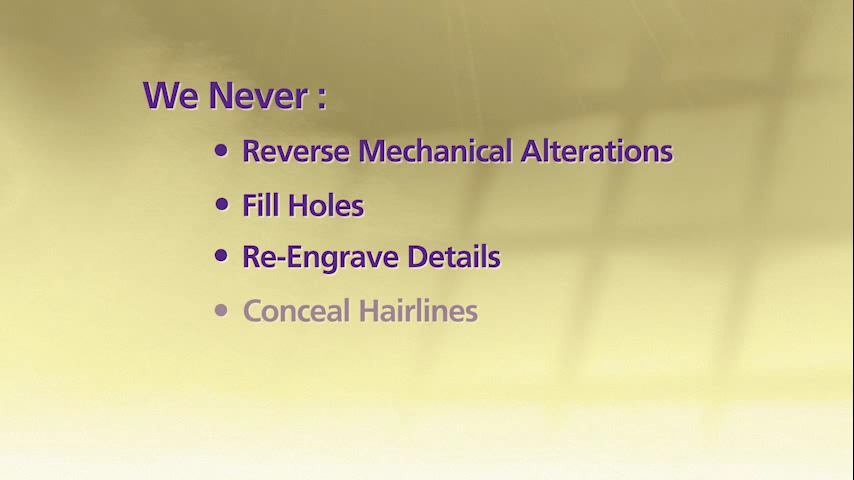 We Never :
• Reverse Mechanical Alterations
• Fill Holes
• Re-Engrave Details
• Conceal Hairlines